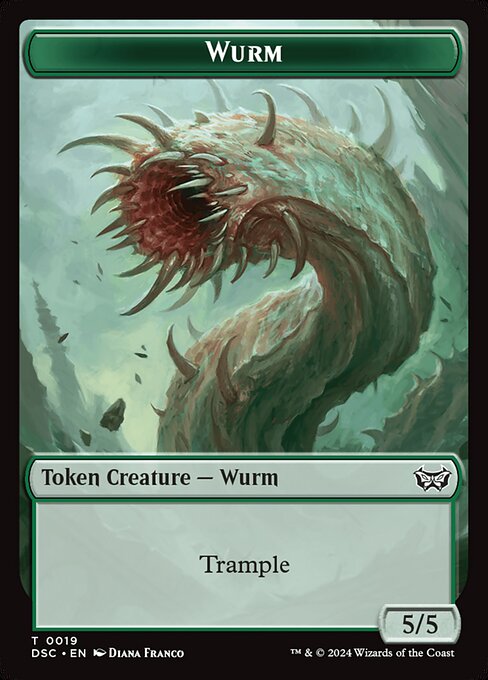 Wurm
Token Creature — Wurm
Trample
5/5
T 0019
DSC • EN Diana Franco
™ & © 2024 Wizards of the Coast